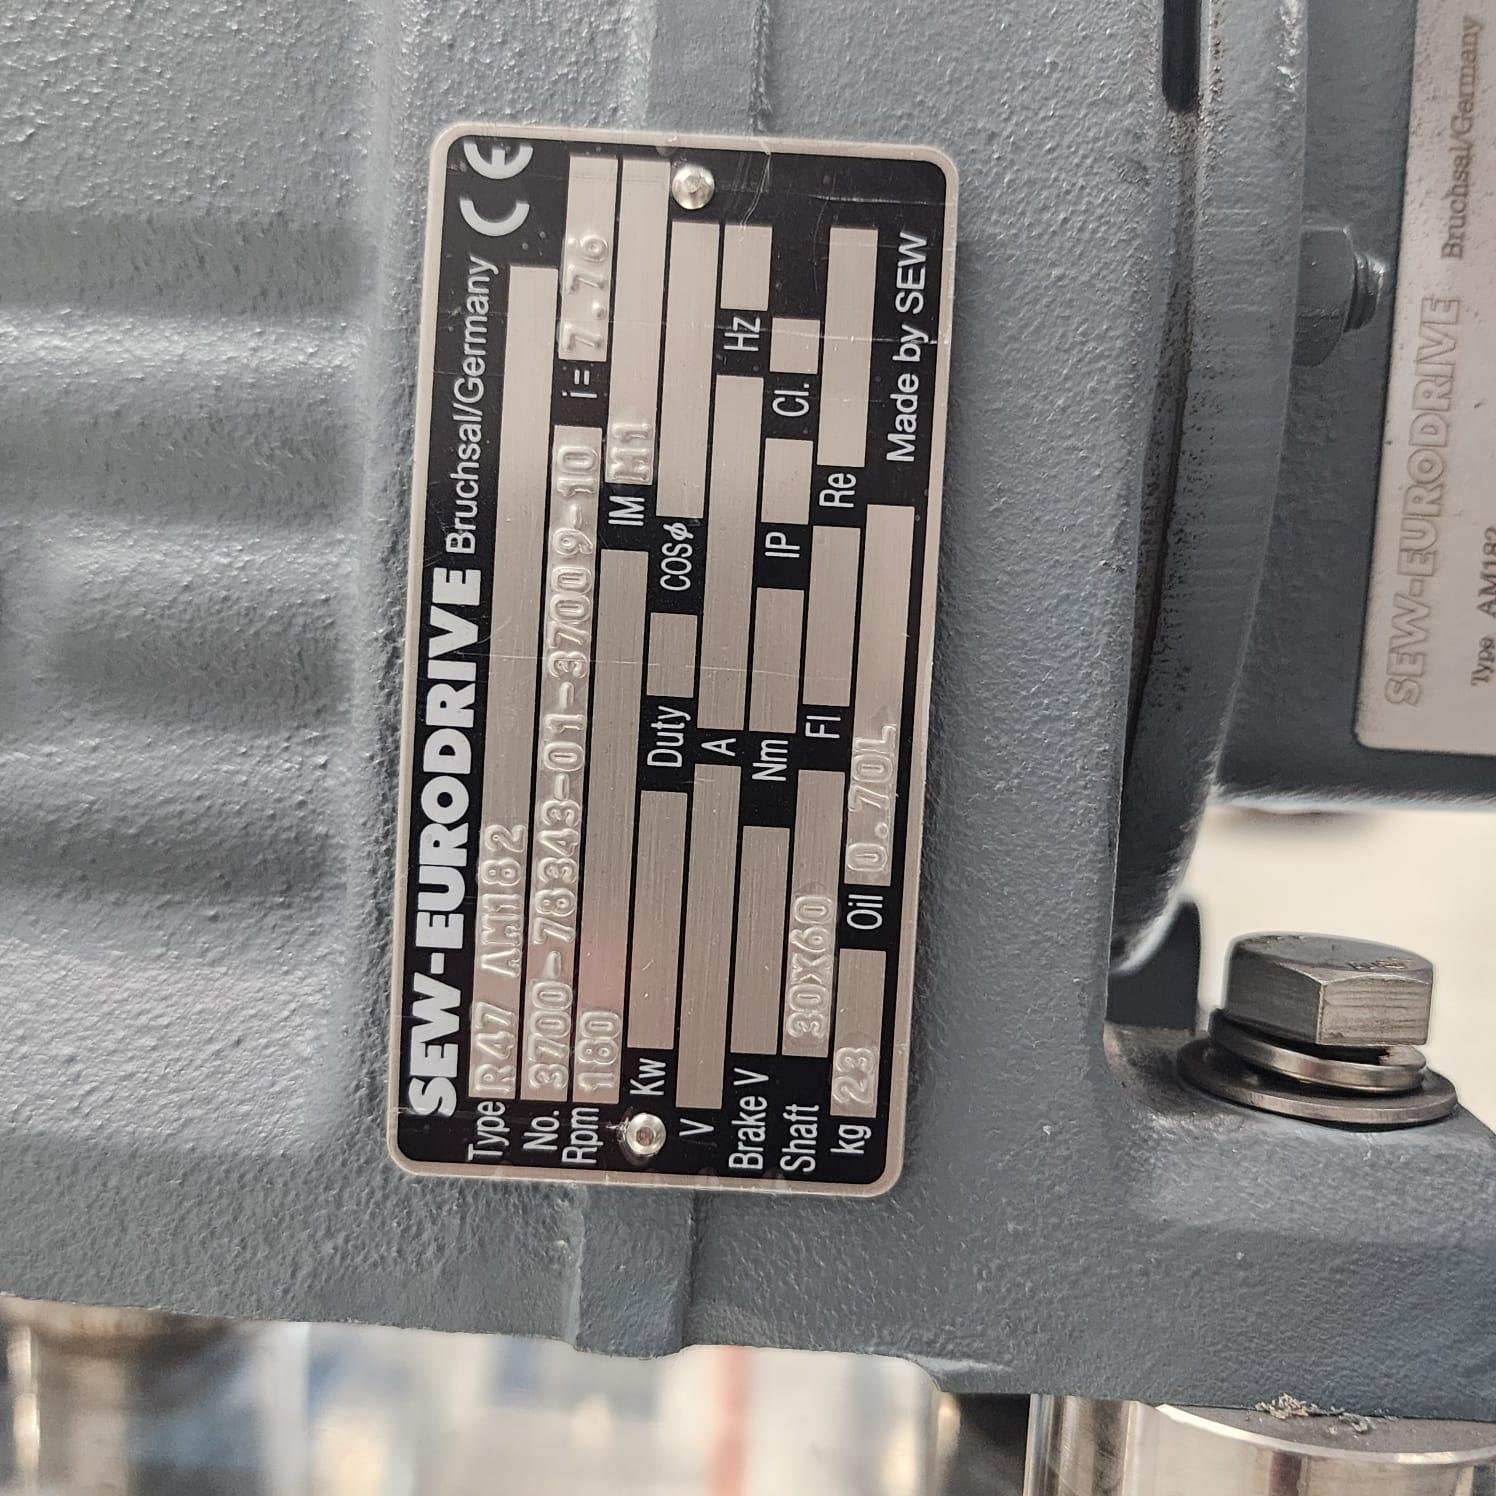 SEW-EURODRIVE Bruchsal/Germany CE
Type R47 AM182
No. 3700-78343-01-37009-10 i = 7.76
Rpm 180 IM M1
Kw Duty cosϕ
V A Hz
Brake V Nm IP Cl.
Shaft 30X60 Fl Re
kg 23 Oil 0.70L Made by SEW
SEW-EURODRIVE Bruchsal/Germany
Type AM182